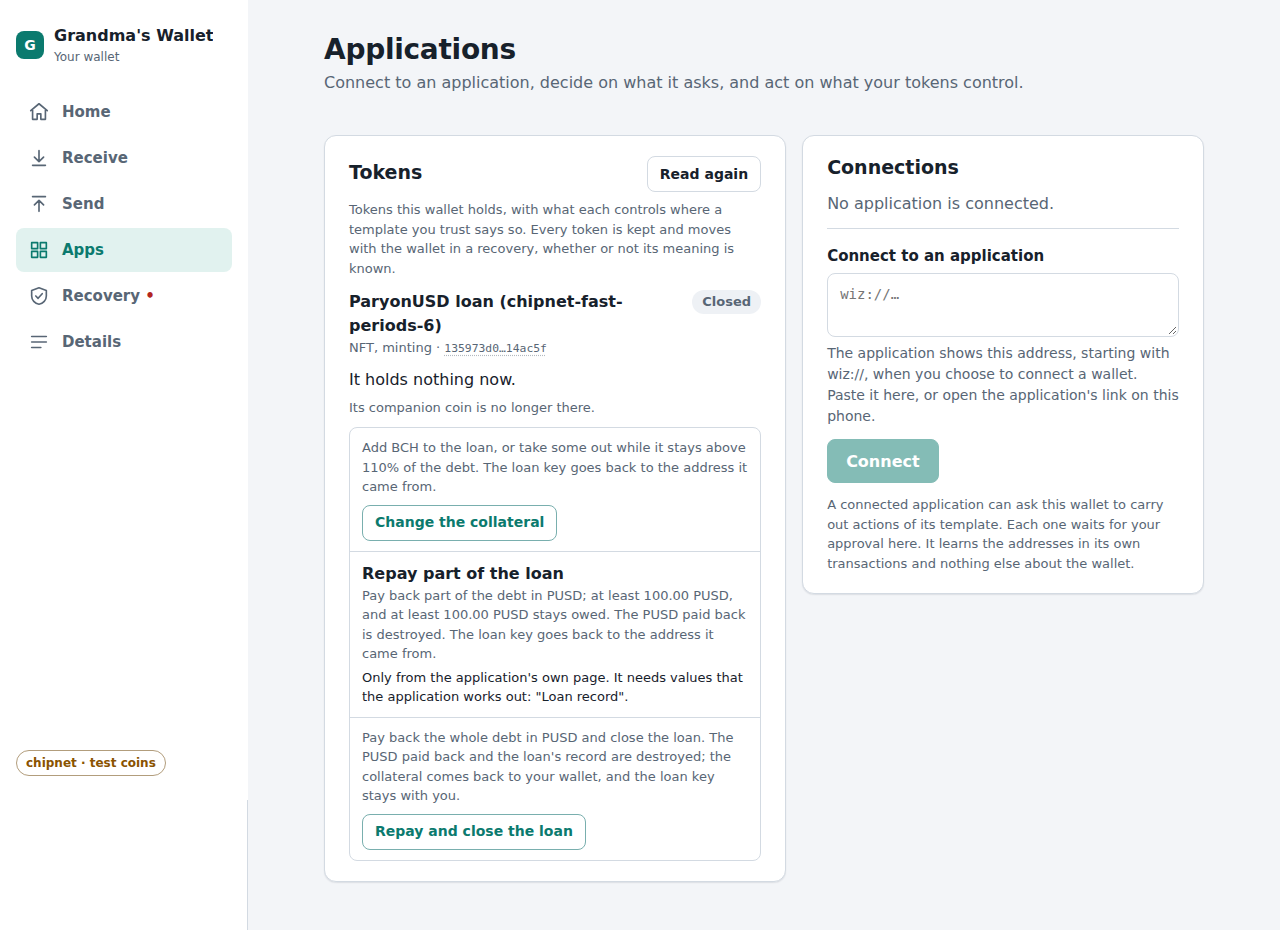 G
Grandma's Wallet
Your wallet
Home
Receive
Send
Apps
Recovery •
Details
chipnet · test coins
Applications
Connect to an application, decide on what it asks, and act on what your tokens control.
Tokens
Read again
Tokens this wallet holds, with what each controls where a
template you trust says so. Every token is kept and moves
with the wallet in a recovery, whether or not its meaning is
known.
ParyonUSD loan (chipnet-fast-
periods-6)
Closed
NFT, minting · 135973d0…14ac5f
It holds nothing now.
Its companion coin is no longer there.
Add BCH to the loan, or take some out while it stays above
110% of the debt. The loan key goes back to the address it
came from.
Change the collateral
Repay part of the loan
Pay back part of the debt in PUSD; at least 100.00 PUSD,
and at least 100.00 PUSD stays owed. The PUSD paid back
is destroyed. The loan key goes back to the address it
came from.
Only from the application's own page. It needs values that
the application works out: "Loan record".
Pay back the whole debt in PUSD and close the loan. The
PUSD paid back and the loan's record are destroyed; the
collateral comes back to your wallet, and the loan key
stays with you.
Repay and close the loan
Connections
No application is connected.
Connect to an application
wiz://…
The application shows this address, starting with
wiz://, when you choose to connect a wallet.
Paste it here, or open the application's link on this
phone.
Connect
A connected application can ask this wallet to carry
out actions of its template. Each one waits for your
approval here. It learns the addresses in its own
transactions and nothing else about the wallet.